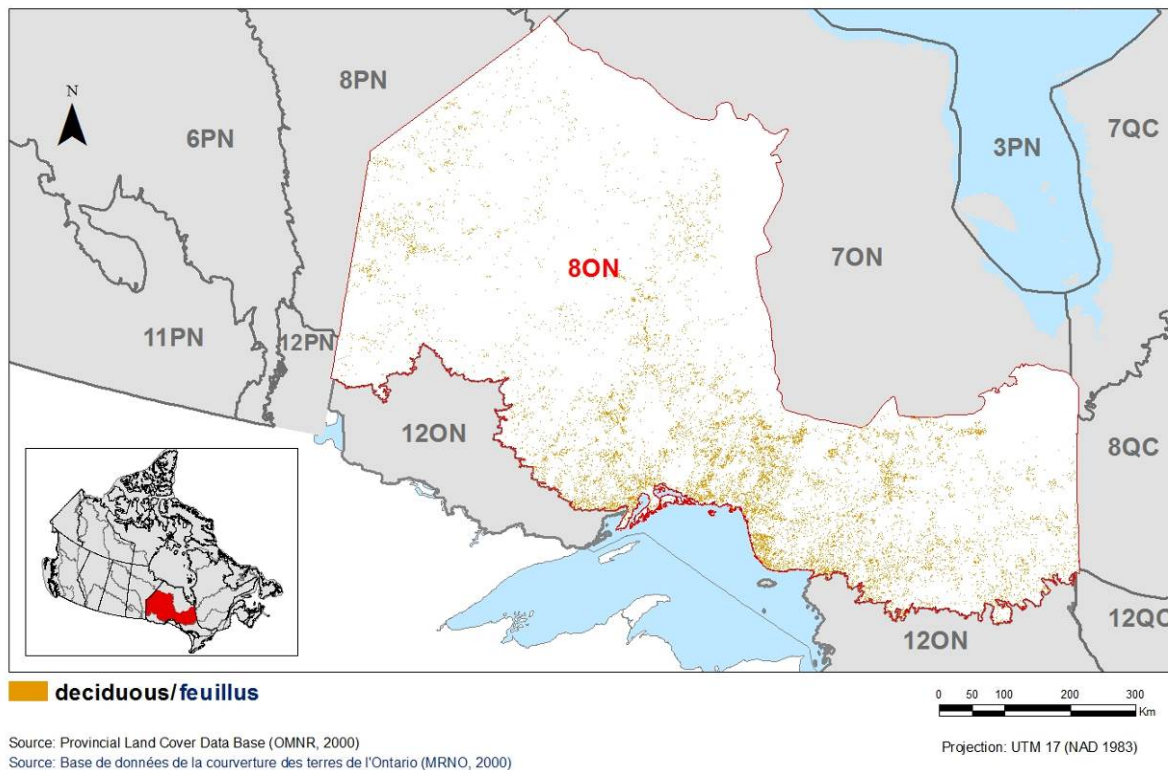 8PN
6PN
N
7QC
3PN
8ON
7ON
11PN
12PN
12ON
8QC
12ON
12QC
deciduous/feuillus
0 50 100 200 300
Km
Source: Provincial Land Cover Data Base (OMNR, 2000)
Source: Base de données de la courverture des terres de l'Ontario (MRNO, 2000)
Projection: UTM 17 (NAD 1983)